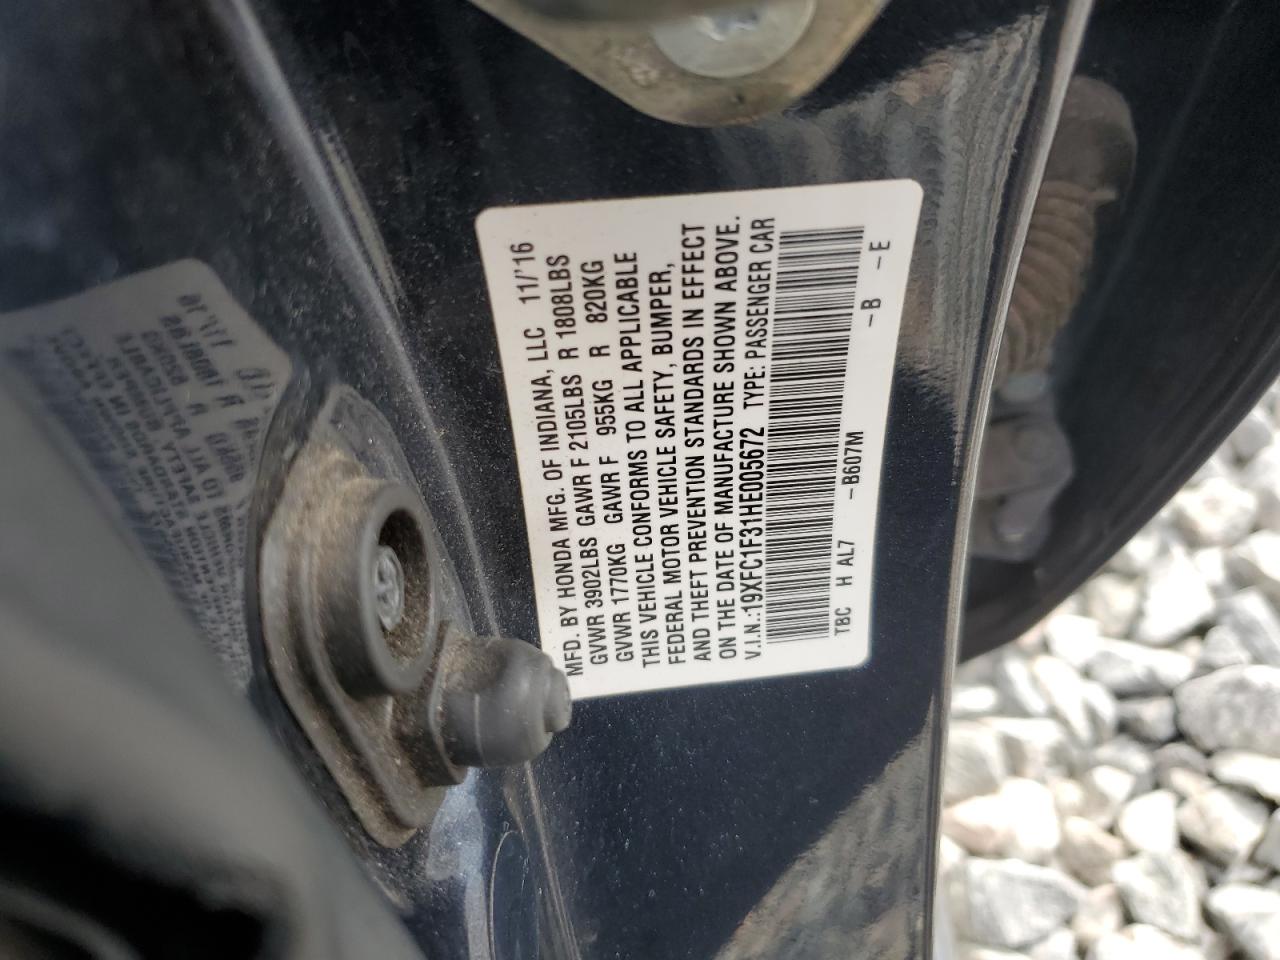 MFD. BY HONDA MFG. OF INDIANA, LLC 11/'16
GVWR 3902LBS GAWR F 2105LBS R 1808LBS
GVWR 1770KG GAWR F 955KG R 820KG
THIS VEHICLE CONFORMS TO ALL APPLICABLE
FEDERAL MOTOR VEHICLE SAFETY, BUMPER,
AND THEFT PREVENTION STANDARDS IN EFFECT
ON THE DATE OF MANUFACTURE SHOWN ABOVE.
V.I.N.:19XFC1F31HE005672 TYPE: PASSENGER CAR
TBC H AL7 -B607M -B -E